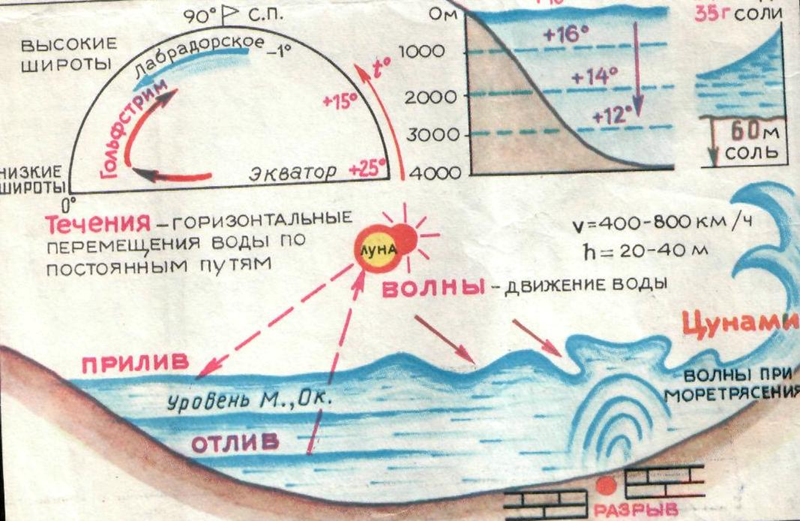 90° С.П.
ВЫСОКИЕ
ШИРОТЫ
Лабрадорское
-1°
t°
+15°
Гольфстрим
НИЗКИЕ
ШИРОТЫ
Экватор
+25°
0°
0м
1000
2000
3000
4000
+16°
+14°
+12°
35г соли
60м
соль
Течения – ГОРИЗОНТАЛЬНЫЕ
ПЕРЕМЕЩЕНИЯ ВОДЫ ПО
ПОСТОЯННЫМ ПУТЯМ
ЛУНА
v=400-800 км/ч
h=20-40 м
ВОЛНЫ – ДВИЖЕНИЕ ВОДЫ
Цунами
ВОЛНЫ ПРИ
МОРЕТРЯСЕНИЯ
ПРИЛИВ
уровень М., Ок.
ОТЛИВ
РАЗРЫВ